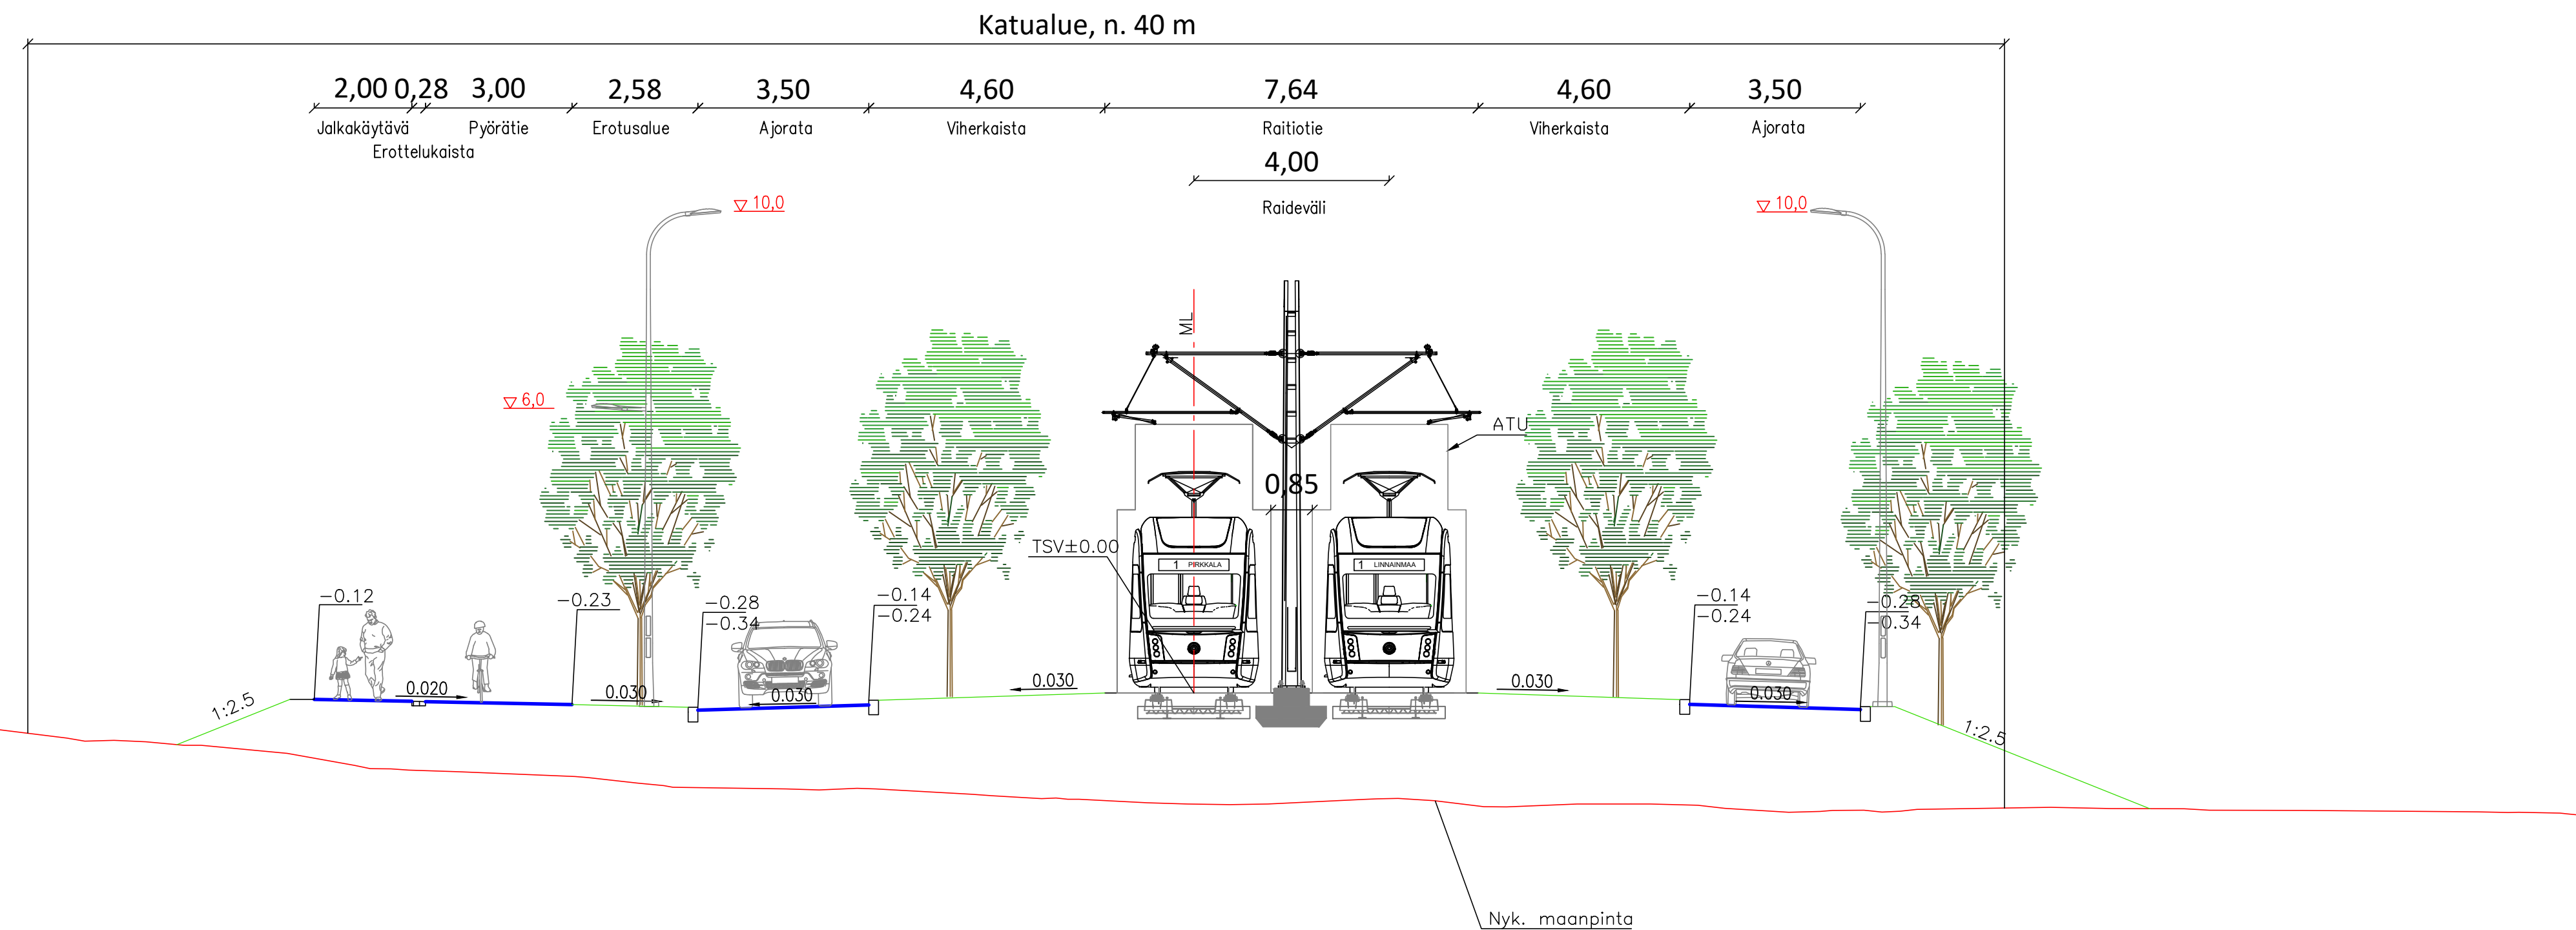 Katualue, n. 40 m
2,00 0,28 3,00 2,58 3,50 4,60 7,64 4,60 3,50
Jalkakäytävä Pyörätie Erotusalue Ajorata Viherkaista Raitiotie Viherkaista Ajorata
Erottelukaista
4,00
Raideväli
10,0 10,0
ML
6,0
ATU
0,85
TSV±0.00
1 PIRKKALA 1 LINNAINMAA
-0.12 -0.23 -0.28 -0.14 -0.14 -0.28
-0.34 -0.24 -0.24 -0.34
0.020 0.030 0.030 0.030 0.030 0.030
1:2.5 1:2.5
Nyk. maanpinta